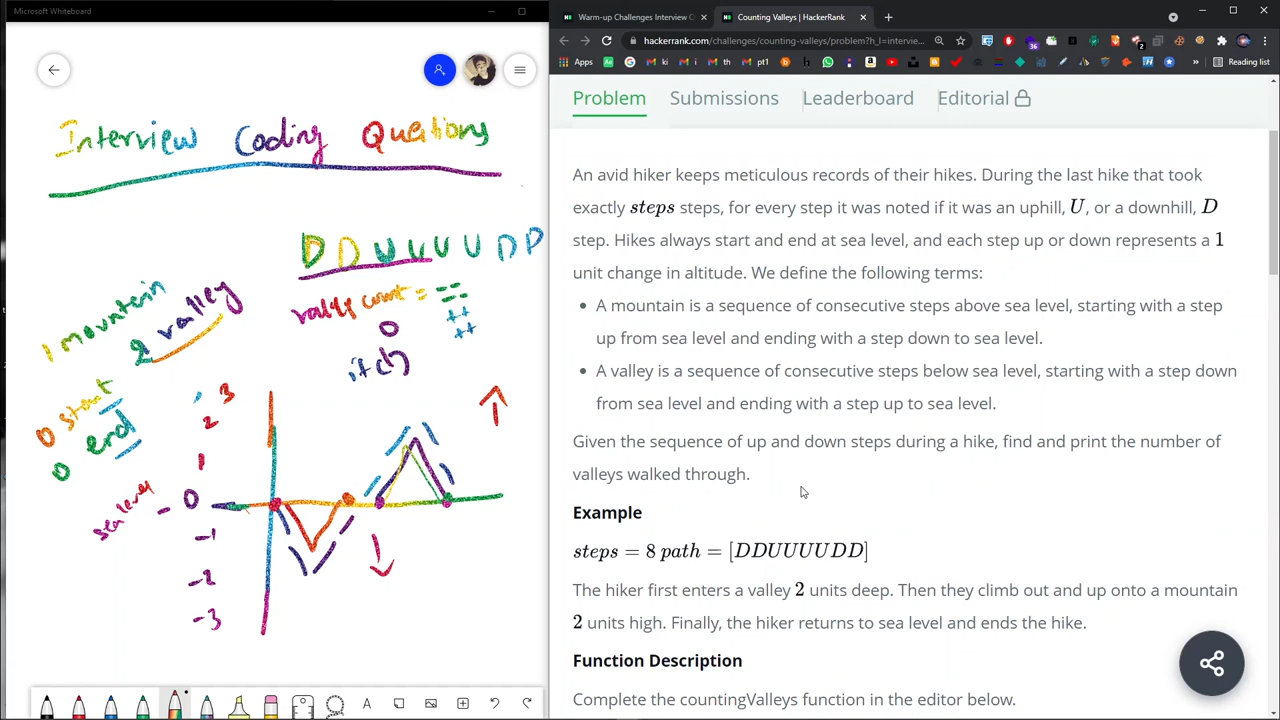 Microsoft Whiteboard
Interview Coding Questions
D D U U U U D D
valley count = ==
0
++
++
if ( )
1 mountain
2 valley
0 start
0 end
3
2
1
sea level - 0
-1
-2
-3
A
Warm-up Challenges Interview Q
Counting Valleys | HackerRank
hackerrank.com/challenges/counting-valleys/problem?h_l=intervie...
Apps
G ki
M i
G th
M pt1
36
2
Reading list
Problem
Submissions
Leaderboard
Editorial
An avid hiker keeps meticulous records of their hikes. During the last hike that took
exactly steps steps, for every step it was noted if it was an uphill, U, or a downhill, D
step. Hikes always start and end at sea level, and each step up or down represents a 1
unit change in altitude. We define the following terms:
• A mountain is a sequence of consecutive steps above sea level, starting with a step
up from sea level and ending with a step down to sea level.
• A valley is a sequence of consecutive steps below sea level, starting with a step down
from sea level and ending with a step up to sea level.
Given the sequence of up and down steps during a hike, find and print the number of
valleys walked through.
Example
steps = 8 path = [DDUUUUDD]
The hiker first enters a valley 2 units deep. Then they climb out and up onto a mountain
2 units high. Finally, the hiker returns to sea level and ends the hike.
Function Description
Complete the countingValleys function in the editor below.